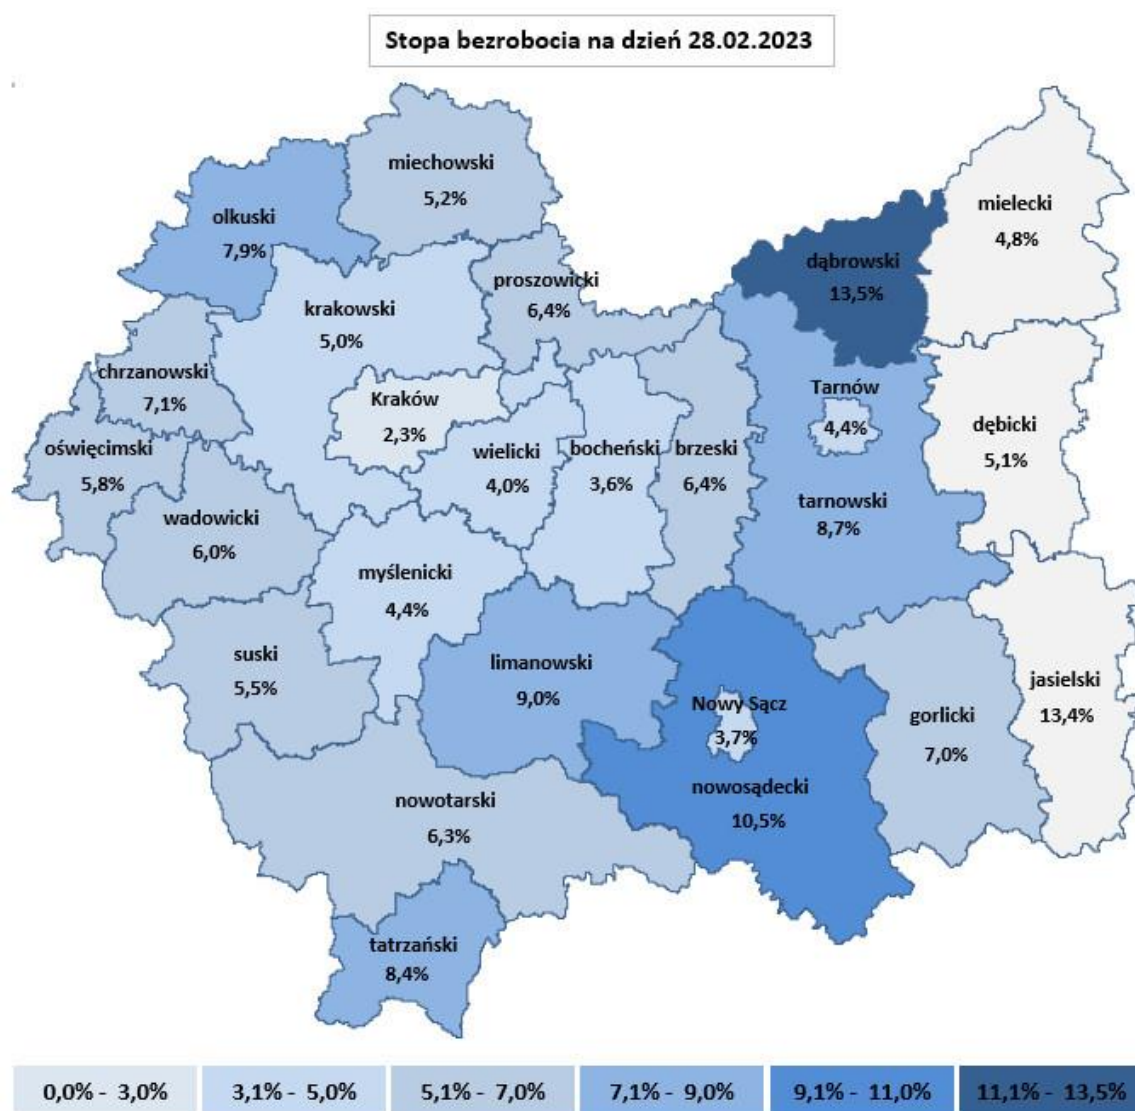 Stopa bezrobocia na dzień 28.02.2023
miechowski
5,2%
olkuski
7,9%
mielecki
4,8%
dąbrowski
13,5%
proszowicki
6,4%
krakowski
5,0%
chrzanowski
7,1%
Kraków
2,3%
Tarnów
4,4%
dębicki
5,1%
oświęcimski
5,8%
wielicki
4,0%
bocheński
3,6%
brzeski
6,4%
tarnowski
8,7%
wadowicki
6,0%
myślenicki
4,4%
suski
5,5%
limanowski
9,0%
Nowy Sącz
3,7%
gorlicki
7,0%
jasielski
13,4%
nowosądecki
10,5%
nowotarski
6,3%
tatrzański
8,4%
0,0% - 3,0%
3,1% - 5,0%
5,1% - 7,0%
7,1% - 9,0%
9,1% - 11,0%
11,1% - 13,5%